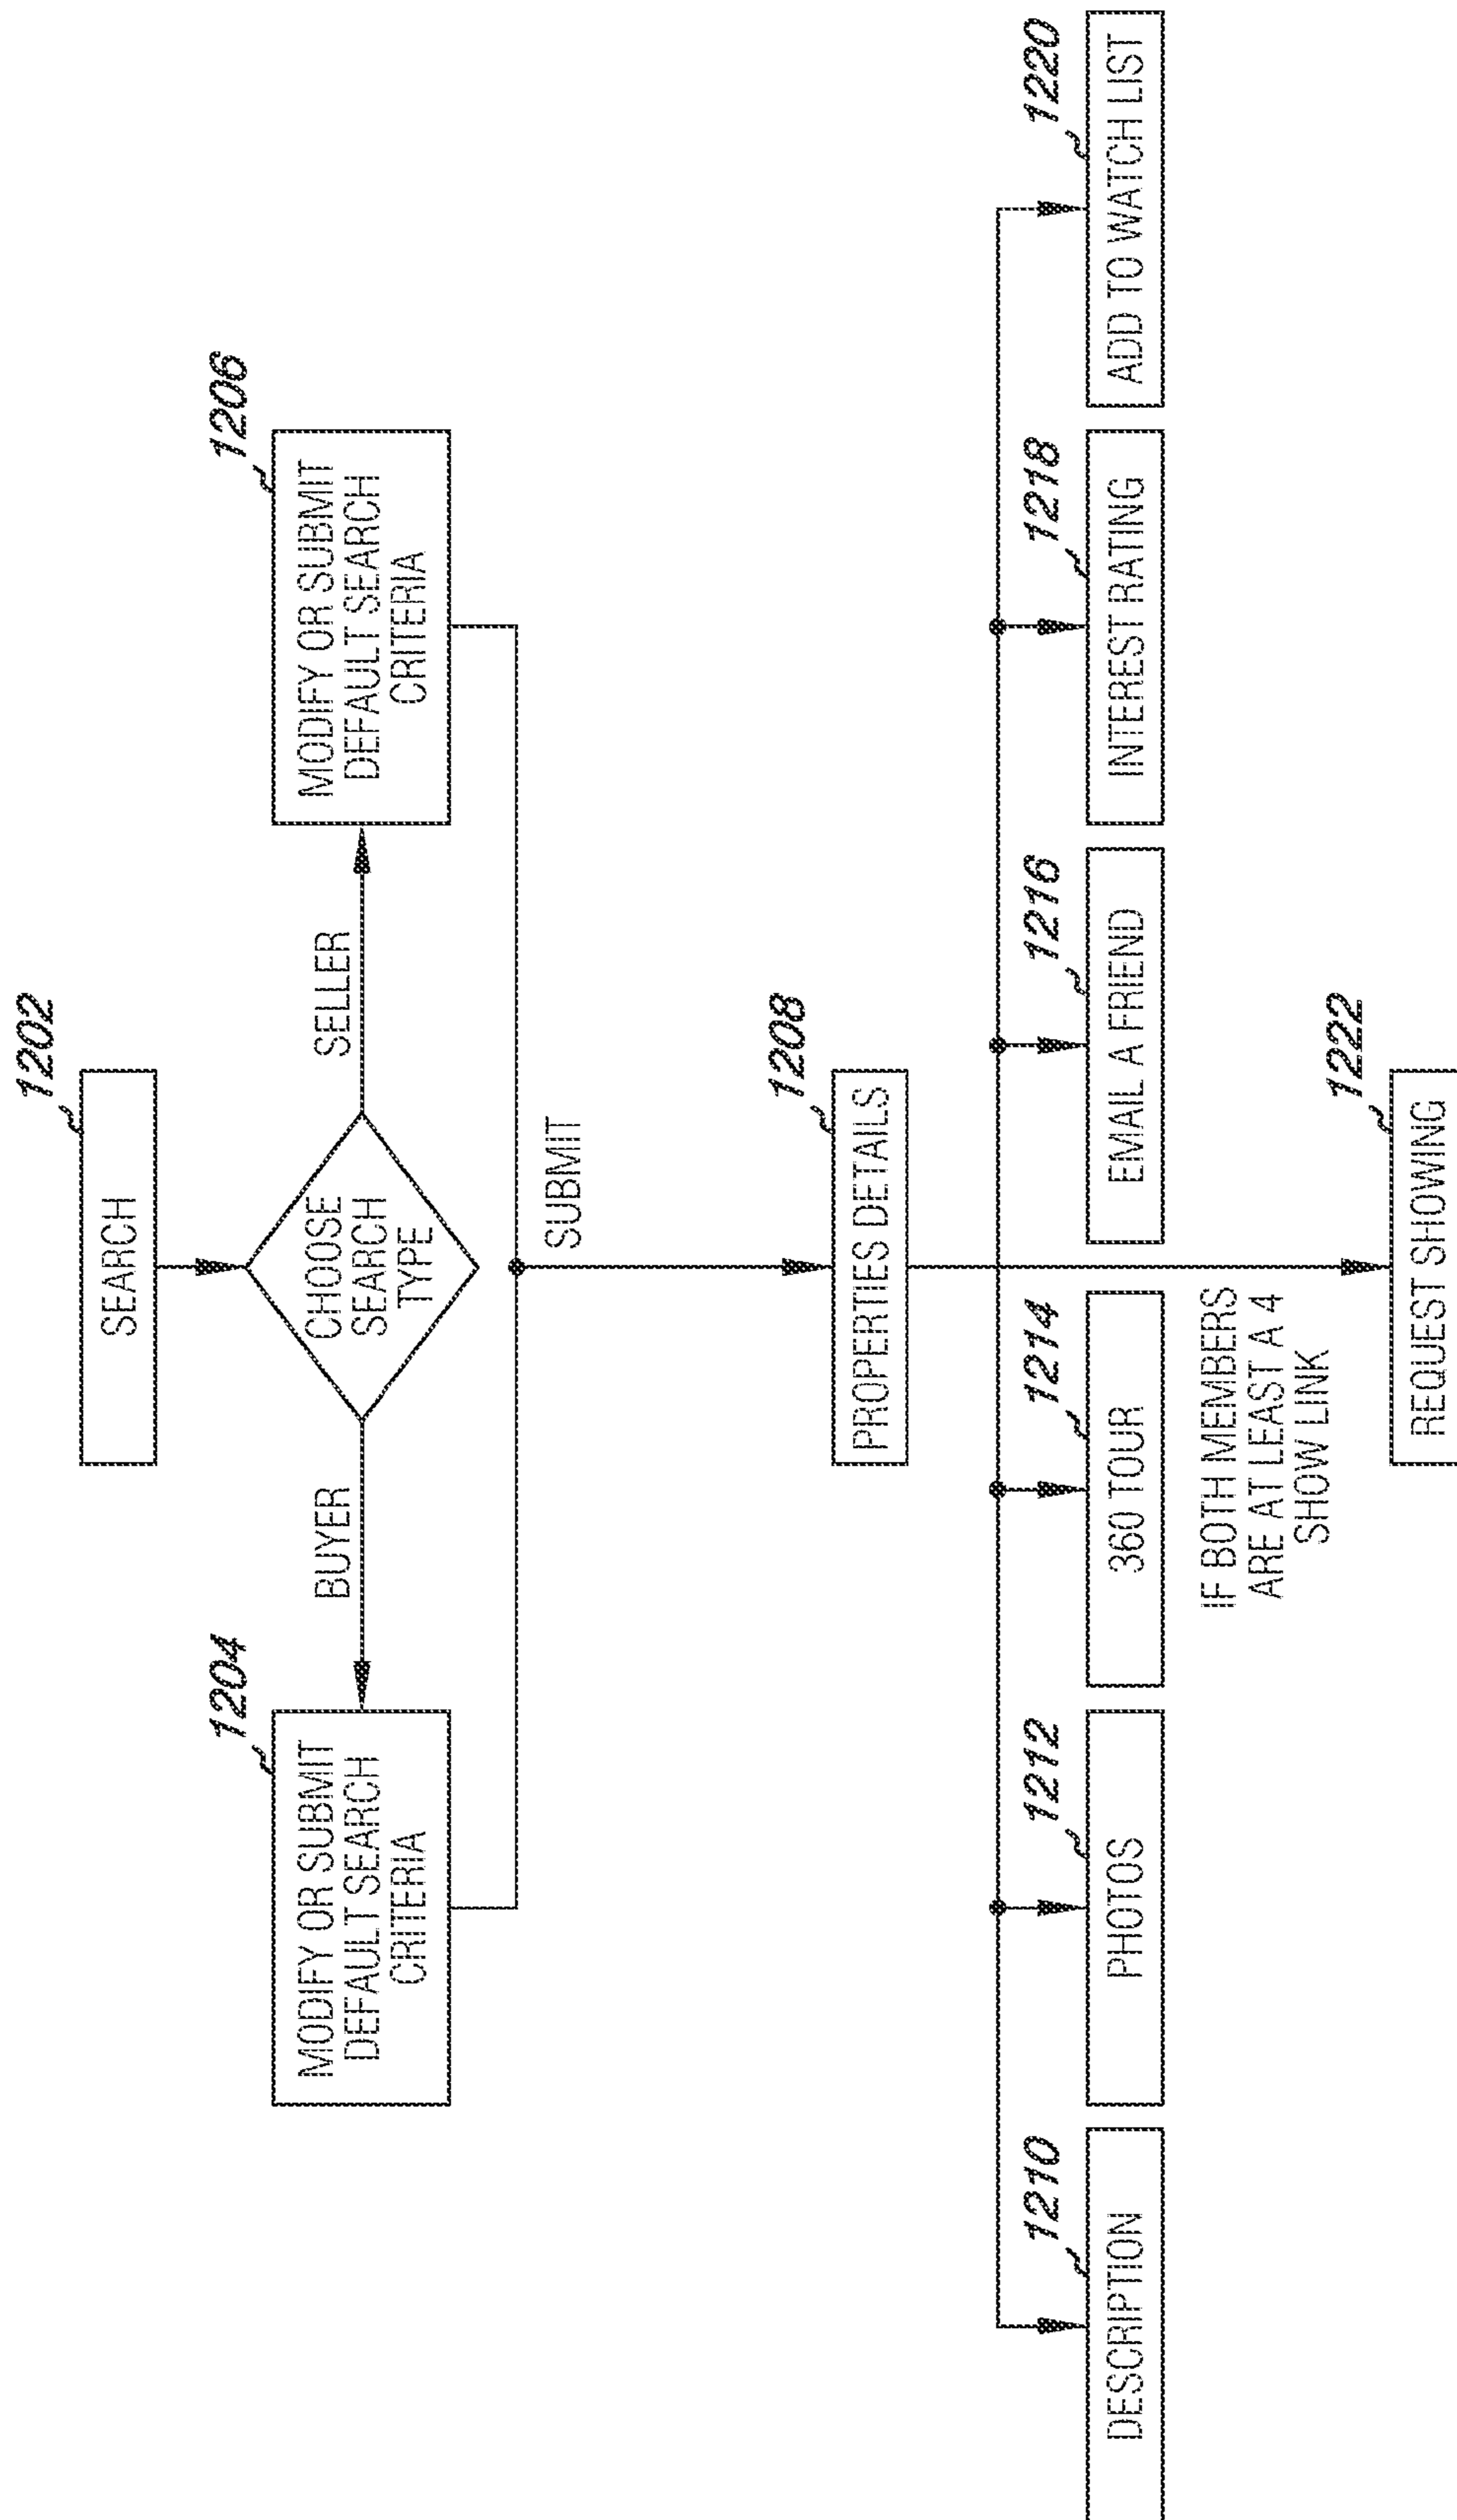 1202
SEARCH
CHOOSE
SEARCH
TYPE
BUYER
SELLER
1204
MODIFY OR SUBMIT
DEFAULT SEARCH
CRITERIA
1206
MODIFY OR SUBMIT
DEFAULT SEARCH
CRITERIA
SUBMIT
1208
PROPERTIES DETAILS
1210
DESCRIPTION
1212
PHOTOS
1214
360 TOUR
1216
EMAIL A FRIEND
1218
INTEREST RATING
1220
ADD TO WATCH LIST
IF BOTH MEMBERS
ARE AT LEAST A 4
SHOW LINK
1222
REQUEST SHOWING